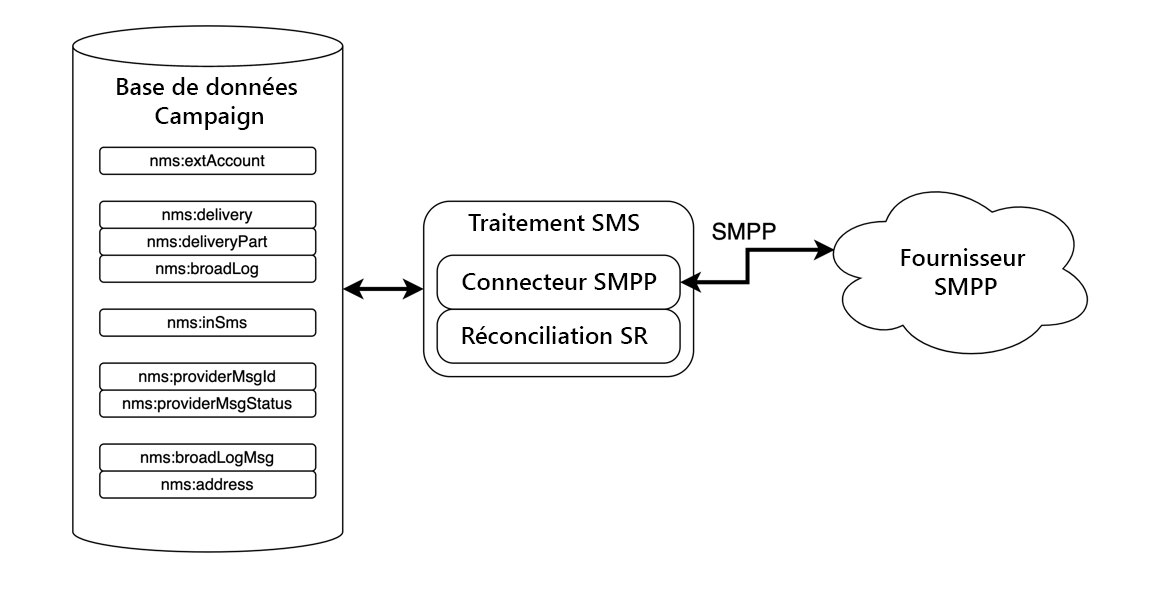 Base de données
Campaign
nms:extAccount
nms:delivery
nms:deliveryPart
nms:broadLog
nms:inSms
nms:providerMsgId
nms:providerMsgStatus
nms:broadLogMsg
nms:address
Traitement SMS
Connecteur SMPP
Réconciliation SR
SMPP
Fournisseur
SMPP